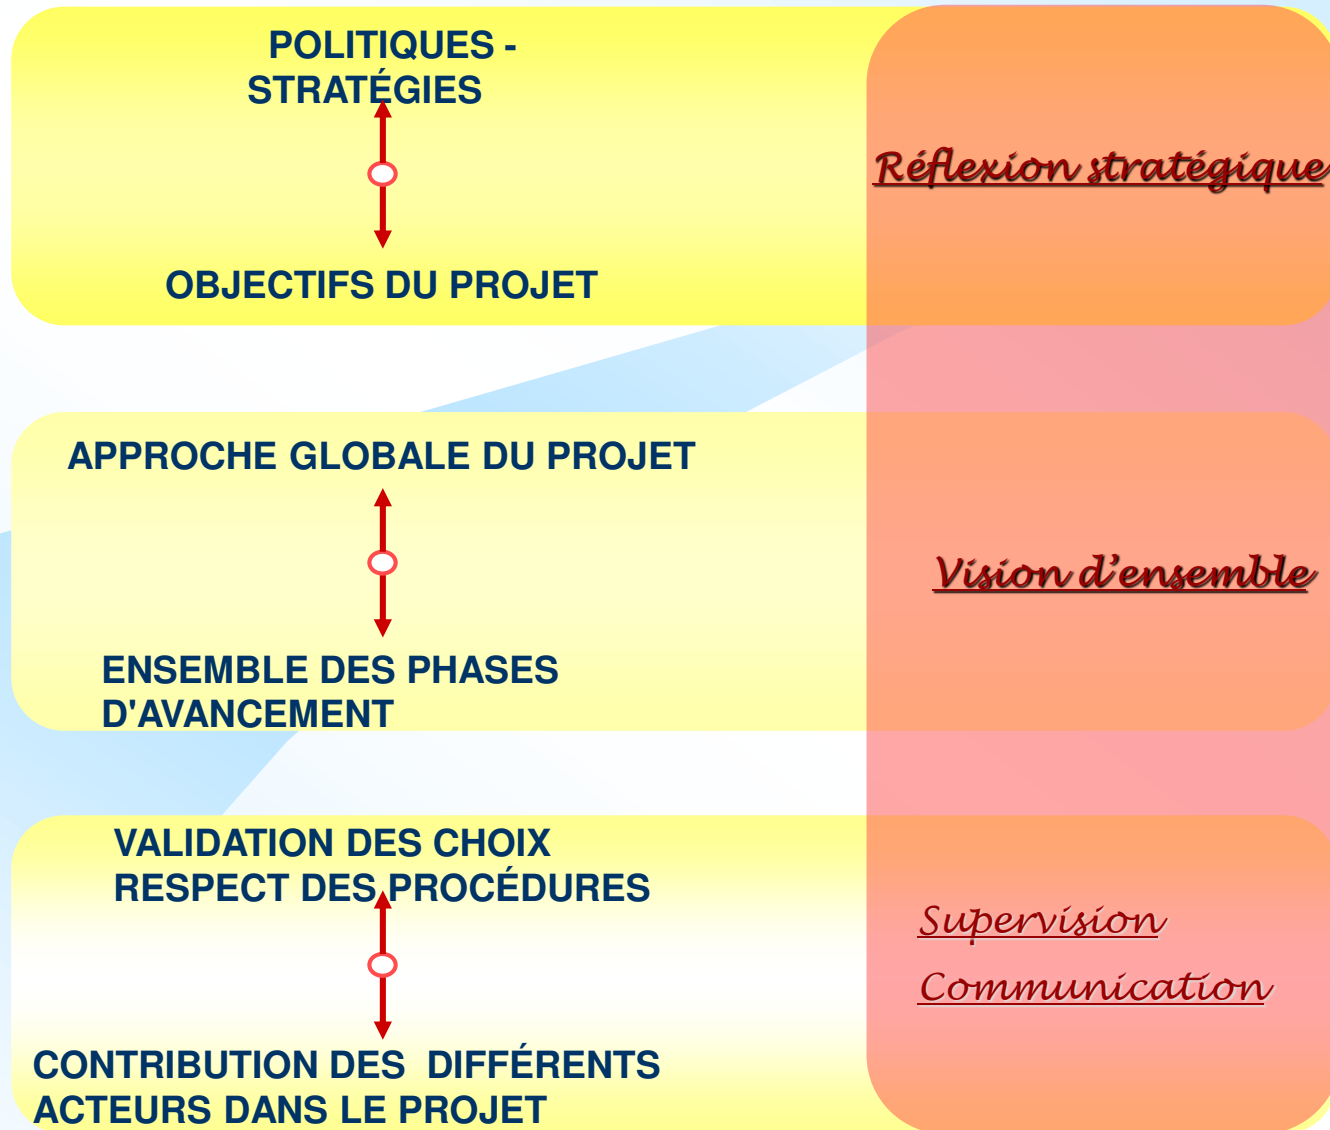 POLITIQUES -
STRATÉGIES
Réflexion stratégique
OBJECTIFS DU PROJET
APPROCHE GLOBALE DU PROJET
Vision d’ensemble
ENSEMBLE DES PHASES
D'AVANCEMENT
VALIDATION DES CHOIX
RESPECT DES PROCÉDURES
Supervision
Communication
CONTRIBUTION DES DIFFÉRENTS
ACTEURS DANS LE PROJET